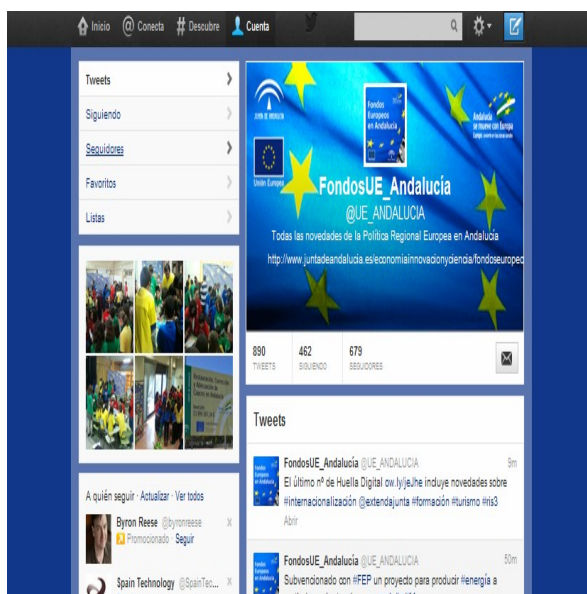 Inicio
Conecta
Descubre
Cuenta
Tweets
Siguiendo
Seguidores
Favoritos
Listas
A quién seguir · Actualizar · Ver todos
Byron Reese @byronreese
Promocionado · Seguir
Spain Technology @SpainTec...
JUNTA DE ANDALUCIA
Unión Europea
Fondos
Europeos
en Andalucía
Andalucía
se mueve con Europa
FondosUE_Andalucía
@UE_ANDALUCIA
Todas las novedades de la Política Regional Europea en Andalucía
http://www.juntadeandalucia.es/economiainnovacionyciencia/fondoseuropeo
890
TWEETS
462
SIGUIENDO
679
SEGUIDORES
Tweets
FondosUE_Andalucía @UE_ANDALUCIA 9m
El último nº de Huella Digital ow.ly/jeJhe incluye novedades sobre
#internacionalización @extendajunta #formación #turismo #ris3
Abrir
FondosUE_Andalucía @UE_ANDALUCIA 50m
Subvencionado con #FEP un proyecto para producir #energía a